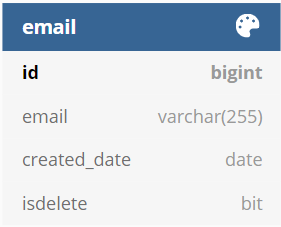 email
id bigint
email varchar(255)
created_date date
isdelete bit